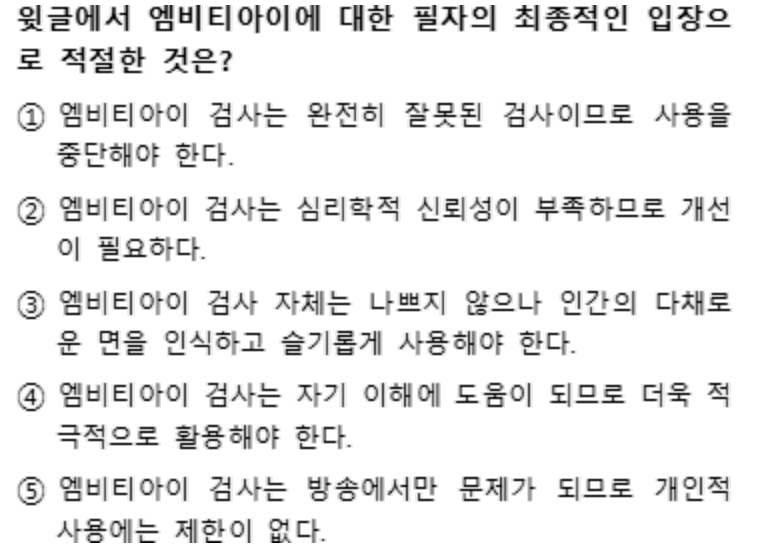 윗글에서 엠비티아이에 대한 필자의 최종적인 입장으
로 적절한 것은?
① 엠비티아이 검사는 완전히 잘못된 검사이므로 사용을
중단해야 한다.
② 엠비티아이 검사는 심리학적 신뢰성이 부족하므로 개선
이 필요하다.
③ 엠비티아이 검사 자체는 나쁘지 않으나 인간의 다채로
운 면을 인식하고 슬기롭게 사용해야 한다.
④ 엠비티아이 검사는 자기 이해에 도움이 되므로 더욱 적
극적으로 활용해야 한다.
⑤ 엠비티아이 검사는 방송에서만 문제가 되므로 개인적
사용에는 제한이 없다.